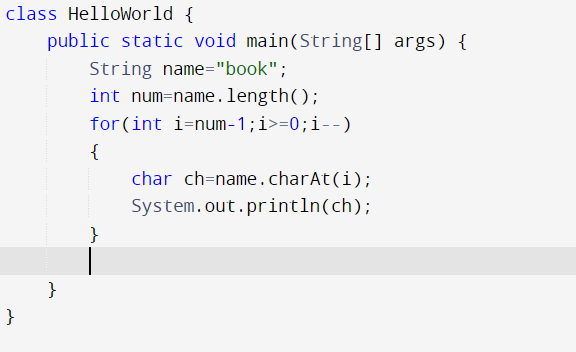 class HelloWorld {
    public static void main(String[] args) {
        String name="book";
        int num=name.length();
        for(int i=num-1;i>=0;i--)
        {
            char ch=name.charAt(i);
            System.out.println(ch);
        }
    }
}